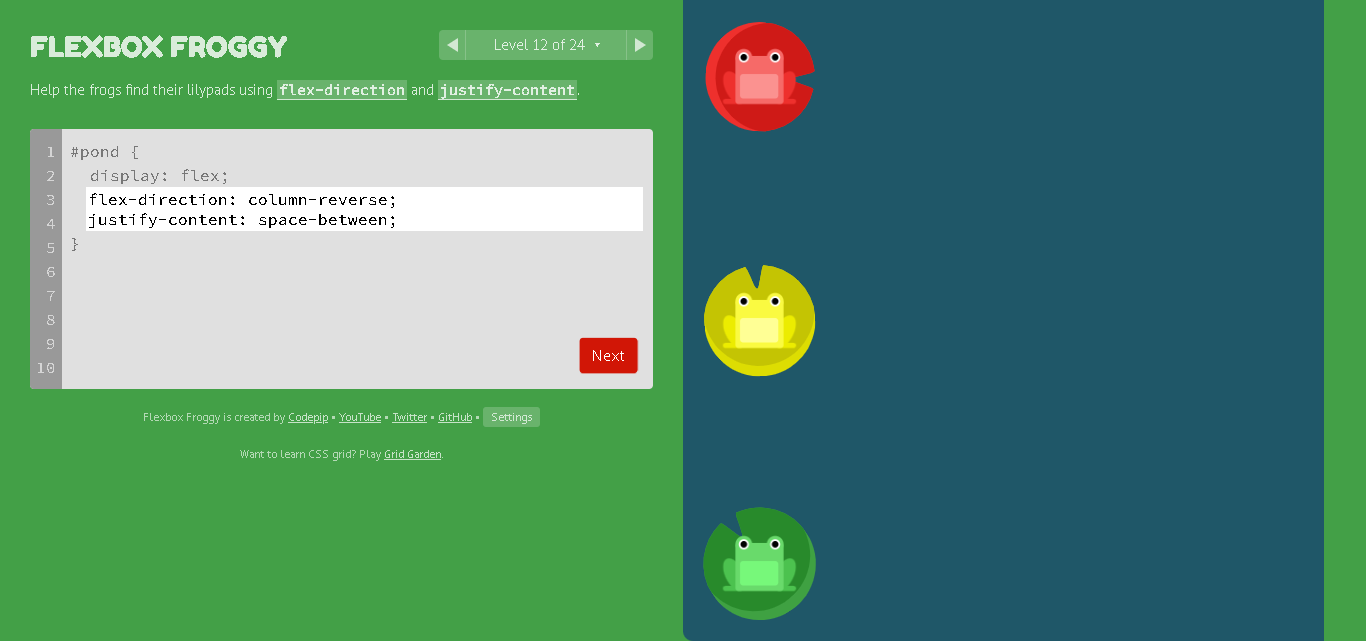 FLEXBOX FROGGY
Level 12 of 24 ▼
Help the frogs find their lilypads using flex-direction and justify-content.
1 #pond {
2 display: flex;
3 flex-direction: column-reverse;
4 justify-content: space-between;
5 }
6
7
8
9
10
Next
Flexbox Froggy is created by Codepip • YouTube • Twitter • GitHub • Settings
Want to learn CSS grid? Play Grid Garden.